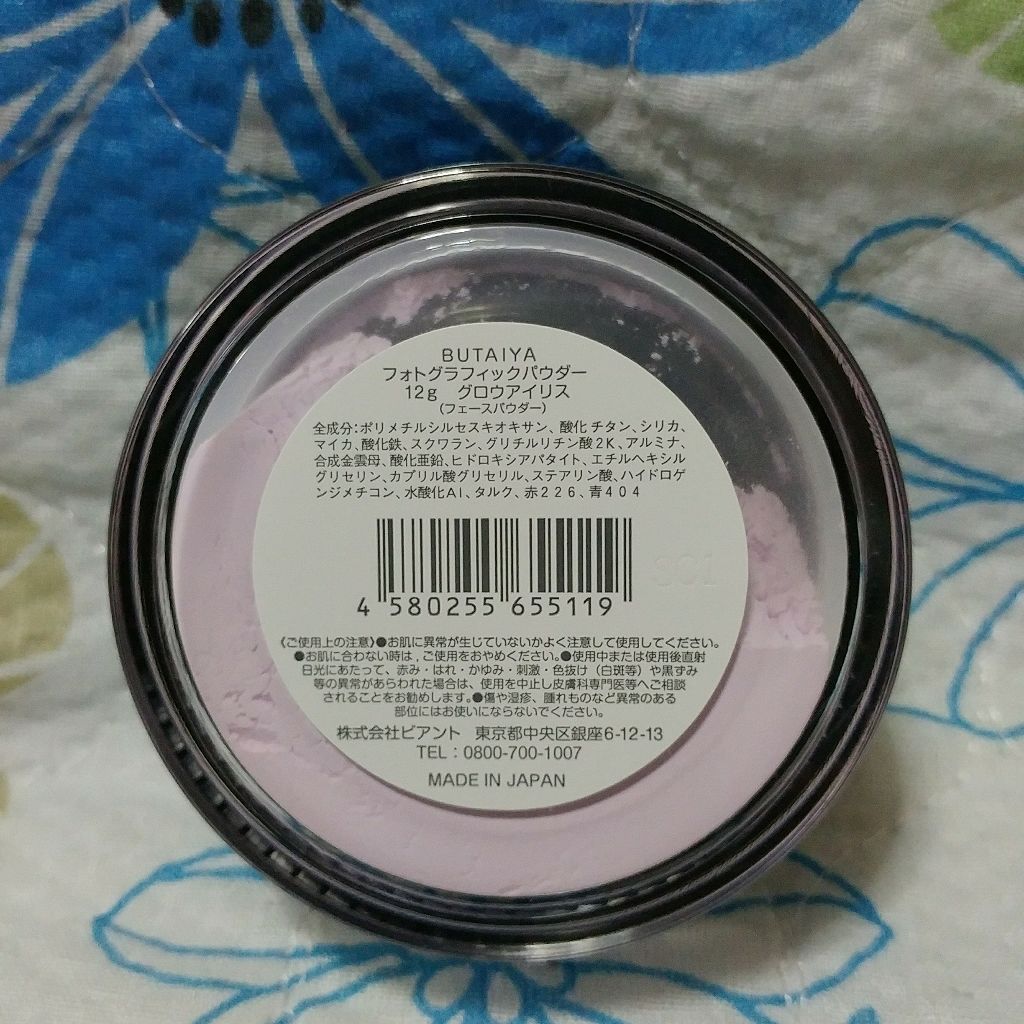 BUTAIYA
フォトグラフィックパウダー
12g グロウアイリス
(フェースパウダー)
全成分:ポリメチルシルセスキオキサン、酸化チタン、シリカ、
マイカ、酸化鉄、スクワラン、グリチルリチン酸2K、アルミナ、
合成金雲母、酸化亜鉛、ヒドロキシアパタイト、エチルヘキシル
グリセリン、カプリル酸グリセリル、ステアリン酸、ハイドロゲ
ンジメチコン、水酸化Al、タルク、赤226、青404
4 580255 655119
301
《ご使用上の注意》●お肌に異常が生じていないかよく注意して使用してください。
●お肌に合わない時は、ご使用をおやめください。●使用中または使用後直射
日光にあたって、赤み・はれ・かゆみ・刺激・色抜け(白斑等)や黒ずみ
等の異常があらわれた場合は、使用を中止し皮膚科専門医等へご相談
されることをお勧めします。●傷や湿疹、腫れものなど異常のある
部位にはお使いにならないでください。
株式会社ビアント 東京都中央区銀座6-12-13
TEL:0800-700-1007
MADE IN JAPAN